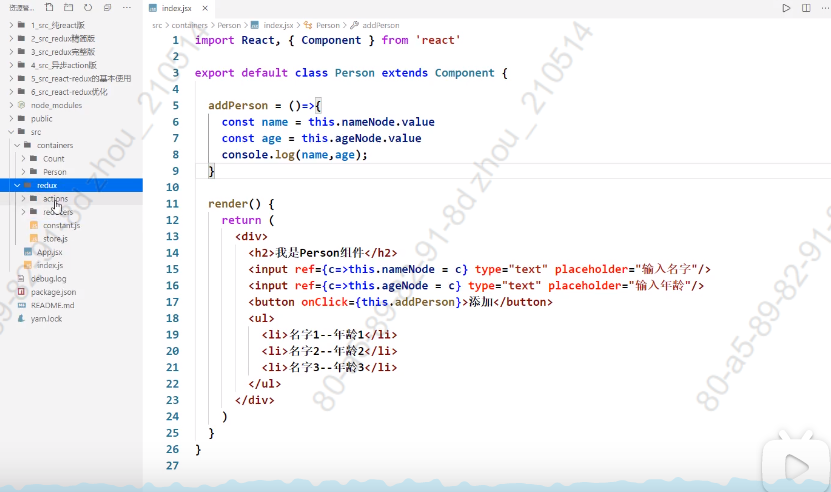 资源管...
index.jsx
1_src_纯react版
2_src_redux精简版
3_src_redux完整版
4_src_异步action版
5_src_react-redux的基本使用
6_src_react-redux优化
node_modules
public
src
containers
Count
Person
redux
actions
reducers
constant.js
store.js
App.jsx
index.js
debug.log
package.json
README.md
yarn.lock
src > containers > Person > index.jsx > Person > addPerson
1 import React, { Component } from 'react'
2
3 export default class Person extends Component {
4
5 addPerson = ()=>{
6 const name = this.nameNode.value
7 const age = this.ageNode.value
8 console.log(name,age);
9 }
10
11 render() {
12 return (
13 <div>
14 <h2>我是Person组件</h2>
15 <input ref={c=>this.nameNode = c} type="text" placeholder="输入名字"/>
16 <input ref={c=>this.ageNode = c} type="text" placeholder="输入年龄"/>
17 <button onClick={this.addPerson}>添加</button>
18 <ul>
19 <li>名字1--年龄1</li>
20 <li>名字2--年龄2</li>
21 <li>名字3--年龄3</li>
22 </ul>
23 </div>
24 )
25 }
26 }
27
80-a5-89-82-91-8d zhou__210514